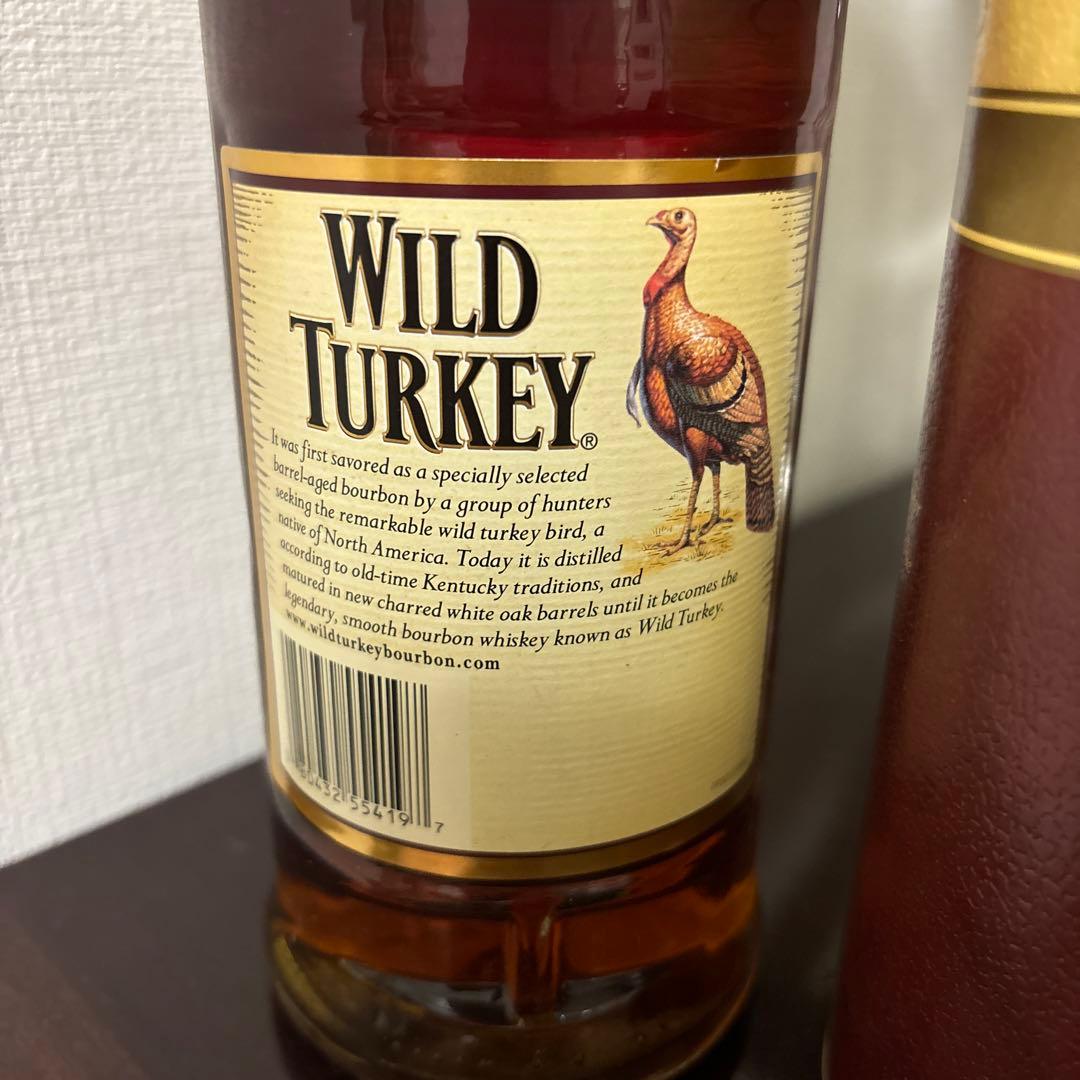 WILD
TURKEY®
It was first savored as a specially selected
barrel-aged bourbon by a group of hunters
seeking the remarkable wild turkey bird, a
native of North America. Today it is distilled
according to old-time Kentucky traditions, and
matured in new charred white oak barrels until it becomes the
legendary, smooth bourbon whiskey known as Wild Turkey.
www.wildturkeybourbon.com
55419 7